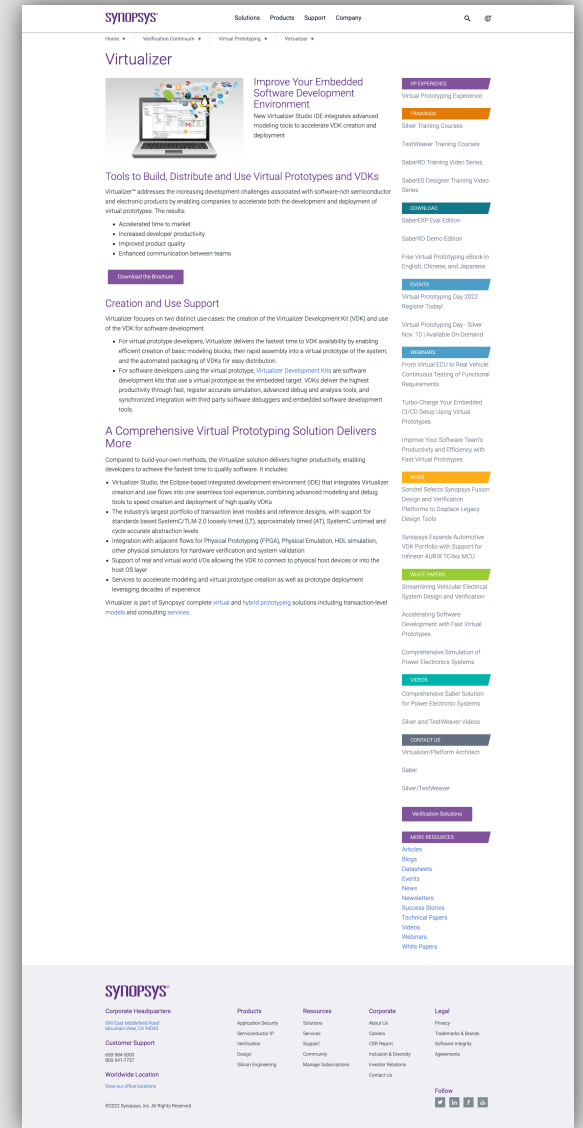 SYNOPSYS®
Solutions Products Support Company
Home / Verification Continuum / Virtual Prototyping / Virtualizer
Virtualizer
Improve Your Embedded
Software Development
Environment
New Virtualizer Studio IDE integrates advanced
modeling tools to accelerate VDK creation and
deployment
Tools to Build, Distribute and Use Virtual Prototypes and VDKs
Virtualizer™ addresses the increasing development challenges associated with software-rich semiconductor
and electronic products by enabling companies to accelerate both the development and deployment of
virtual prototypes. The results:
• Accelerated time to market
• Increased developer productivity
• Improved product quality
• Enhanced communication between teams
Download the Brochure
Creation and Use Support
Virtualizer focuses on two distinct use-cases: the creation of the Virtualizer Development Kit (VDK) and use
of the VDK for software development.
• For virtual prototype developers, Virtualizer delivers the fastest time to VDK availability by enabling
efficient creation of basic modeling blocks, their rapid assembly into a virtual prototype of the system,
and the automated packaging of VDKs for easy distribution.
• For software developers using the virtual prototype, Virtualizer Development Kits are software
development kits that use a virtual prototype as the embedded target. VDKs deliver the highest
productivity through fast, register accurate simulation, advanced debug and analysis tools, and
synchronized integration with third party software debuggers and embedded software development
tools.
A Comprehensive Virtual Prototyping Solution Delivers
More
Compared to build-your-own methods, the Virtualizer solution delivers higher productivity, enabling
developers to achieve the fastest time to quality software. It includes:
• Virtualizer Studio, the Eclipse-based integrated development environment (IDE) that integrates Virtualizer
creation and use flows into one seamless tool experience, combining advanced modeling and debug
tools to speed creation and deployment of high quality VDKs
• The industry's largest portfolio of transaction level models and reference designs, with support for
standards based SystemC/TLM-2.0 loosely timed (LT), approximately timed (AT), SystemC untimed and
cycle accurate abstraction levels
• Integration with adjacent flows for Physical Prototyping (FPGA), Physical Emulation, HDL simulation,
other physical simulators for hardware verification and system validation
• Support of real and virtual world I/Os allowing the VDK to connect to physical host devices or into the
host OS layer
• Services to accelerate modeling and virtual prototype creation as well as prototype deployment
leveraging decades of experience
Virtualizer is part of Synopsys' complete virtual and hybrid prototyping solutions including transaction-level
models and consulting services.
VP EXPERIENCE
Virtual Prototyping Experience
TRAININGS
Silver Training Courses
TestWeaver Training Courses
SaberRD Training Video Series
SaberES Designer Training Video
Series
DOWNLOAD
SaberEXP Eval Edition
SaberRD Demo Edition
Free Virtual Prototyping eBook in
English, Chinese, and Japanese
EVENTS
Virtual Prototyping Day 2022
Register Today!
Virtual Prototyping Day - Silver
Nov. 10 | Available On-Demand
WEBINARS
From Virtual ECU to Real Vehicle:
Continuous Testing of Functional
Requirements
Turbo-Charge Your Embedded
CI/CD Setup Using Virtual
Prototypes
Improve Your Software Team's
Productivity and Efficiency with
Fast Virtual Prototypes
NEWS
Sondrel Selects Synopsys Fusion
Design and Verification
Platforms to Displace Legacy
Design Tools
Synopsys Expands Automotive
VDK Portfolio with Support for
Infineon AURIX TC4xx MCU
WHITE PAPERS
Streamlining Vehicular Electrical
System Design and Verification
Accelerating Software
Development with Fast Virtual
Prototypes
Comprehensive Simulation of
Power Electronics Systems
VIDEOS
Comprehensive Saber Solution
for Power Electronic Systems
Silver and TestWeaver Videos
CONTACT US
Virtualizer/Platform Architect
Saber
Silver/TestWeaver
Verification Solutions
MORE RESOURCES
Articles
Blogs
Datasheets
Events
News
Newsletters
Success Stories
Technical Papers
Videos
Webinars
White Papers
SYNOPSYS®
Corporate Headquarters
690 East Middlefield Road
Mountain View, CA 94043
Customer Support
650-584-5000
800-541-7737
Worldwide Location
View our office locations
Products
Application Security
Semiconductor IP
Verification
Design
Silicon Engineering
Resources
Solutions
Services
Support
Community
Manage Subscriptions
Corporate
About Us
Careers
CSR Report
Inclusion & Diversity
Investor Relations
Contact Us
Legal
Privacy
Trademarks & Brands
Software Integrity
Agreements
Follow
©2022 Synopsys, Inc. All Rights Reserved